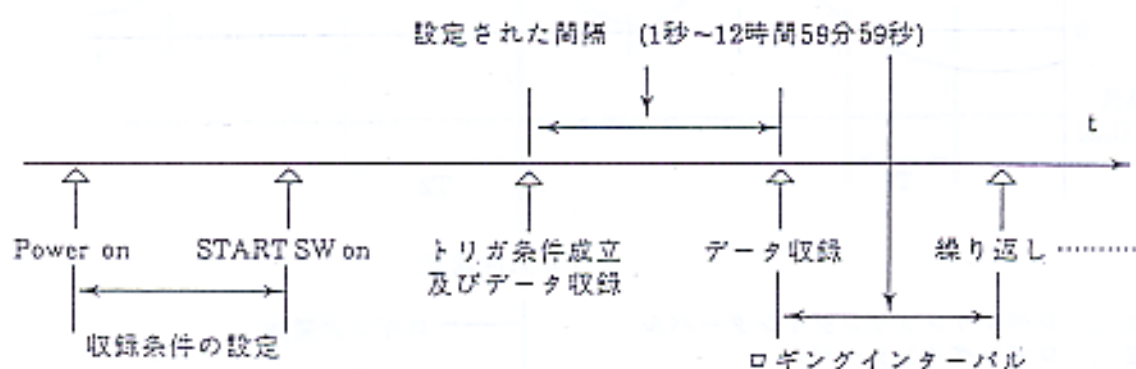 設定された間隔 (1秒~12時間59分59秒)
t
Power on
START SW on
トリガ条件成立
及びデータ収録
データ収録
繰り返し ………
収録条件の設定
ロギングインターバル